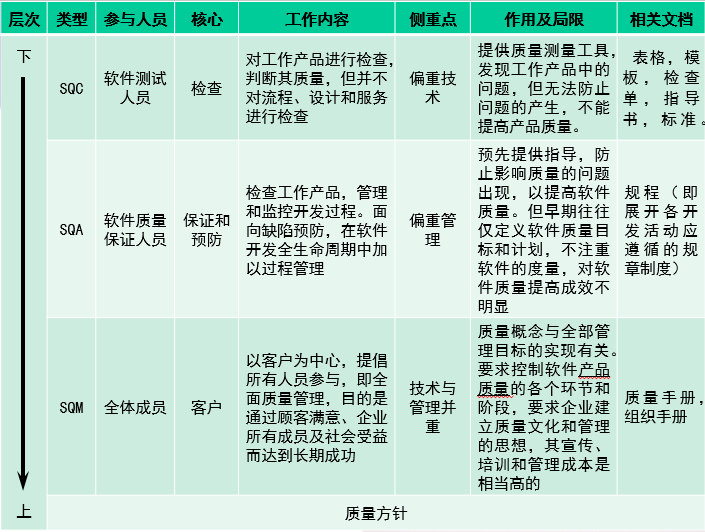 层次 类型 参与人员 核心 工作内容 侧重点 作用及局限 相关文档
下
SQC
软件测试
人员
检查
对工作产品进行检查，
判断其质量，但并不
对流程、设计和服务
进行检查
偏重技
术
提供质量测量工具，
发现工作产品中的
问题，但无法防止
问题的产生，不能
提高产品质量。
表格，模
板，检查
单，指导
书，标准。
SQA
软件质量
保证人员
保证和
预防
检查工作产品，管理
和监控开发过程。面
向缺陷预防，在软件
开发全生命周期中加
以过程管理
偏重管
理
预先提供指导，防
止影响质量的问题
出现，以提高软件
质量。但早期往往
仅定义软件质量目
标和计划，不注重
软件的度量，对软
件质量提高成效不
明显
规程（即
展开各开
发活动应
遵循的规
章制度）
SQM
全体成员
客户
以客户为中心，提倡
所有人员参与，即全
面质量管理，目的是
通过顾客满意、企业
所有成员及社会受益
而达到长期成功
技术与
管理并
重
质量概念与全部管
理目标的实现有关。
要求控制软件产品
质量的各个环节和
阶段，要求企业建
立质量文化和管理
的思想，其宣传、
培训和管理成本是
相当高的
质量手册，
组织手册
上
质量方针